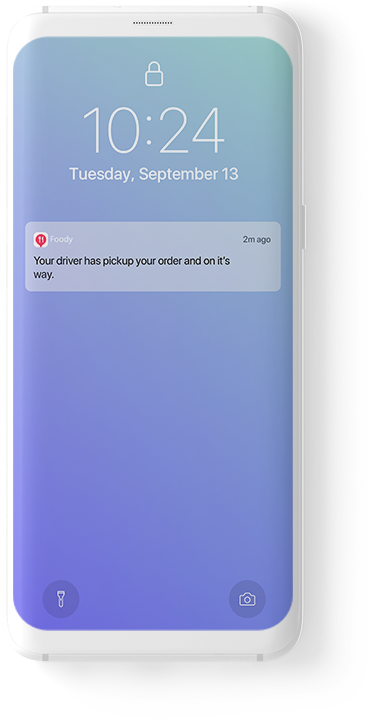 10:24
Tuesday, September 13
Foody 2m ago
Your driver has pickup your order and on it's
way.